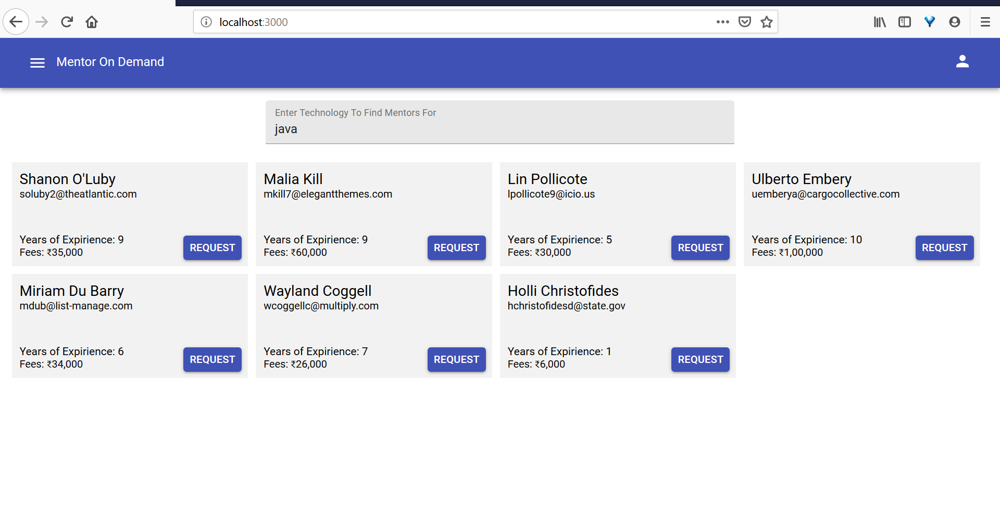 localhost:3000
Mentor On Demand
Enter Technology To Find Mentors For
java
Shanon O'Luby
soluby2@theatlantic.com
Years of Expirience: 9
Fees: ₹35,000
REQUEST
Malia Kill
mkill7@elegantthemes.com
Years of Expirience: 9
Fees: ₹60,000
REQUEST
Lin Pollicote
lpollicote9@icio.us
Years of Expirience: 5
Fees: ₹30,000
REQUEST
Ulberto Embery
uemberya@cargocollective.com
Years of Expirience: 10
Fees: ₹1,00,000
REQUEST
Miriam Du Barry
mdub@list-manage.com
Years of Expirience: 6
Fees: ₹34,000
REQUEST
Wayland Coggell
wcoggellc@multiply.com
Years of Expirience: 7
Fees: ₹26,000
REQUEST
Holli Christofides
hchristofidesd@state.gov
Years of Expirience: 1
Fees: ₹6,000
REQUEST